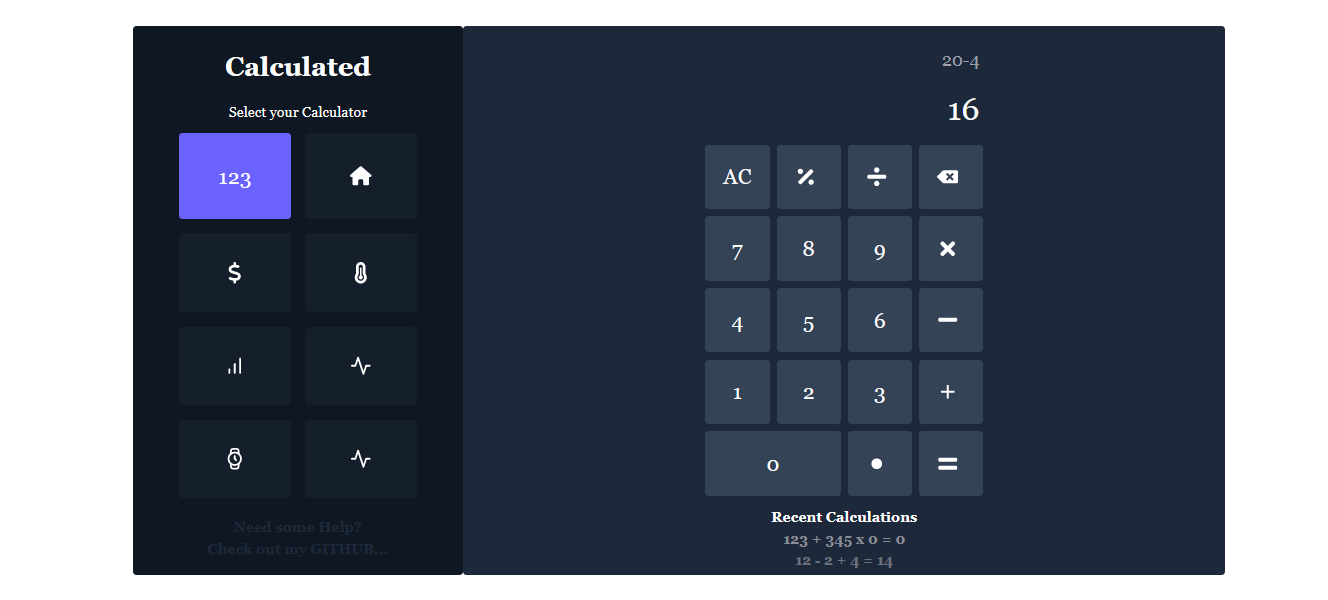 Calculated
Select your Calculator
123
$
Need some Help?
Check out my GITHUB...
20-4
16
AC % ÷
7 8 9 ×
4 5 6 −
1 2 3 +
0 • =
Recent Calculations
123 + 345 x 0 = 0
12 - 2 + 4 = 14